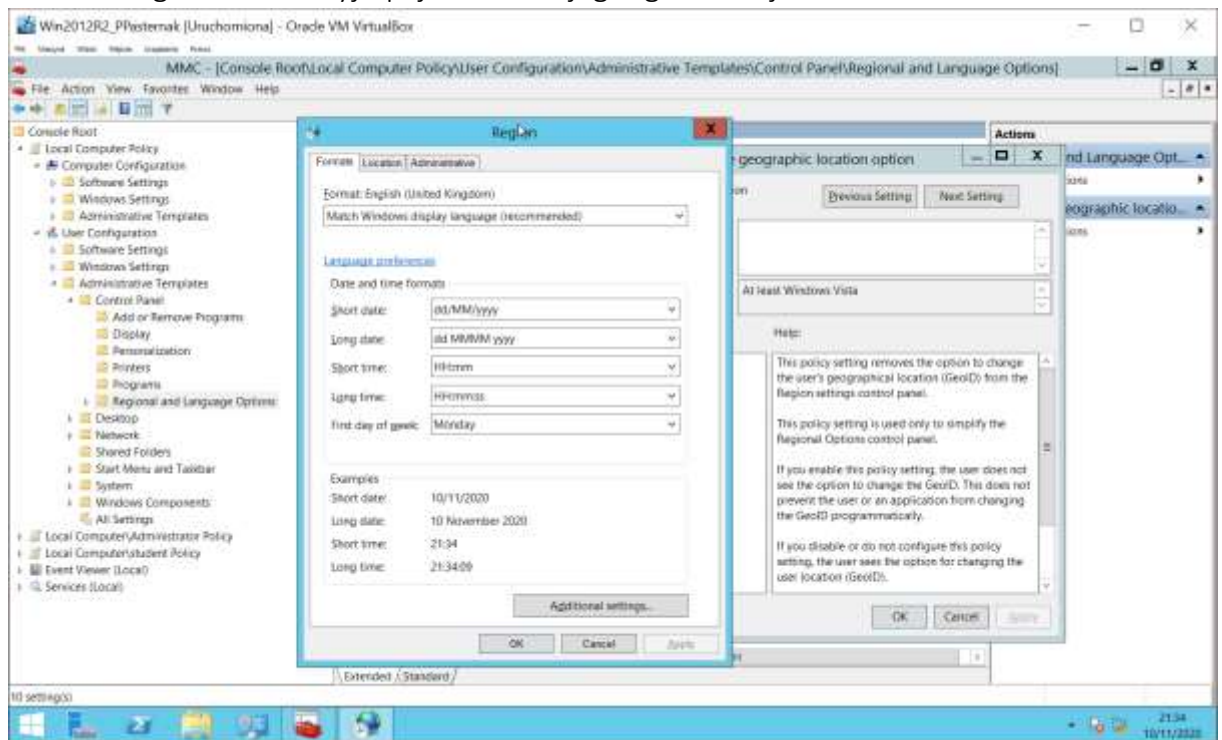 Win2012R2_PPasternak [Uruchomiona] - Oracle VM VirtualBox
MMC - [Console Root\Local Computer Policy\User Configuration\Administrative Templates\Control Panel\Regional and Language Options]
File Action View Favorites Window Help
Console Root
Local Computer Policy
Computer Configuration
Software Settings
Windows Settings
Administrative Templates
User Configuration
Software Settings
Windows Settings
Administrative Templates
Control Panel
Add or Remove Programs
Display
Personalization
Printers
Programs
Regional and Language Options
Desktop
Network
Shared Folders
Start Menu and Taskbar
System
Windows Components
All Settings
Local Computer\Administrator Policy
Local Computer\student Policy
Event Viewer (Local)
Services (Local)
Region
Formats Location Administrative
Format: English (United Kingdom)
Match Windows display language (recommended)
Language preferences
Date and time formats
Short date: dd/MM/yyyy
Long date: dd MMMM yyyy
Short time: HH:mm
Long time: HH:mm:ss
First day of week: Monday
Examples
Short date: 10/11/2020
Long date: 10 November 2020
Short time: 21:34
Long time: 21:34:09
Additional settings...
OK Cancel Apply
geographic location option
Previous Setting Next Setting
At least Windows Vista
Help:
This policy setting removes the option to change
the user's geographical location (GeoID) from the
Region settings control panel.
This policy setting is used only to simplify the
Regional Options control panel.
If you enable this policy setting, the user does not
see the option to change the GeoID. This does not
prevent the user or an application from changing
the GeoID programmatically.
If you disable or do not configure this policy
setting, the user sees the option for changing the
user location (GeoID).
OK Cancel Apply
Actions
nd Language Opt...
eographic locatio...
Extended Standard
10 setting(s)
21:34
10/11/2020